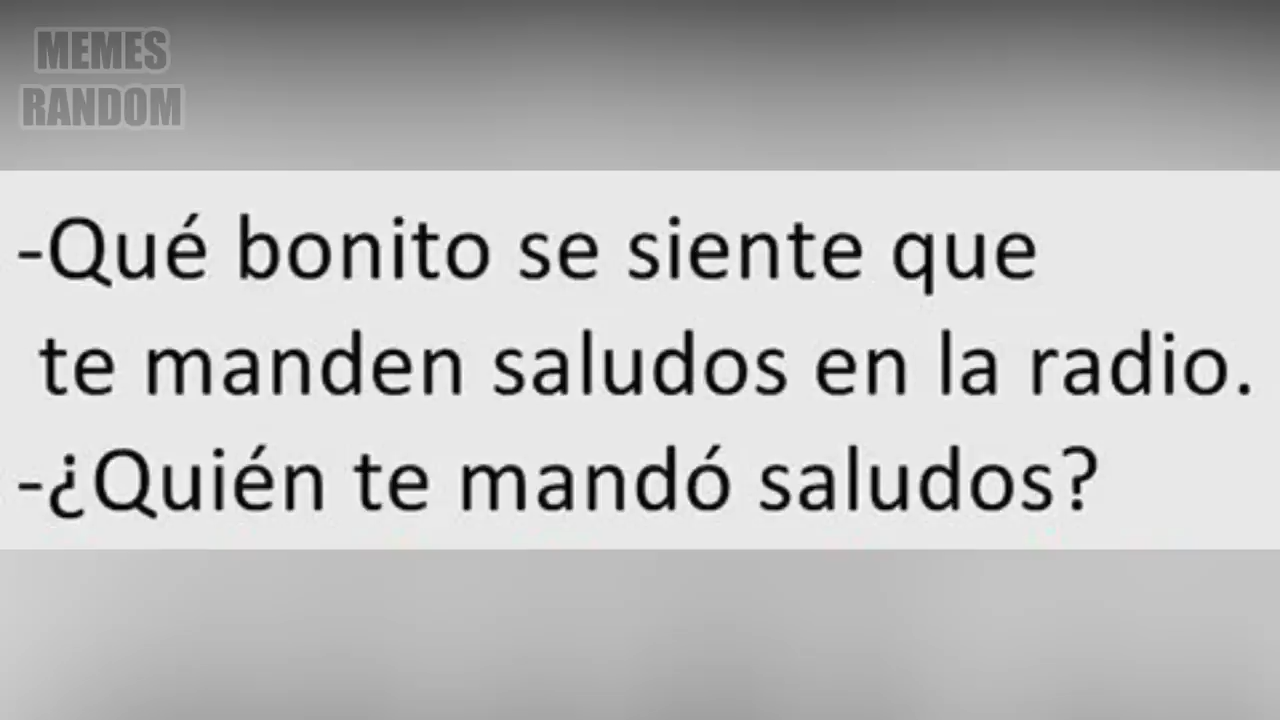 MEMES
RANDOM
-Qué bonito se siente que
te manden saludos en la radio.
-¿Quién te mandó saludos?